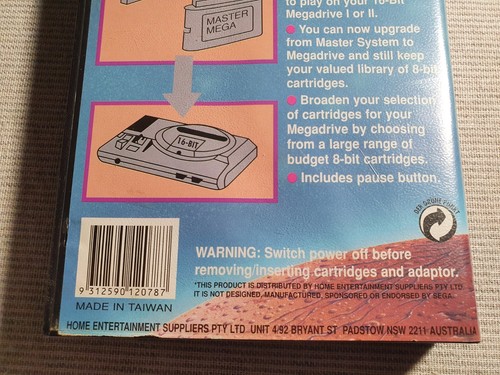 MASTER
MEGA
to play on your 16-Bit
Megadrive I or II.
You can now upgrade
from Master System to
Megadrive and still keep
your valued library of 8-bit
cartridges.
16-BIT
Broaden your selection
of cartridges for your
Megadrive by choosing
from a large range of
budget 8-bit cartridges.
Includes pause button.
DER GRÜNE PUNKT
WARNING: Switch power off before
removing/inserting cartridges and adaptor.
*THIS PRODUCT IS DISTRIBUTED BY HOME ENTERTAINMENT SUPPLIERS PTY LTD
IT IS NOT DESIGNED, MANUFACTURED, SPONSORED OR ENDORSED BY SEGA.
9 312590 120787
MADE IN TAIWAN
HOME ENTERTAINMENT SUPPLIERS PTY LTD. UNIT 4/92 BRYANT ST PADSTOW NSW 2211 AUSTRALIA